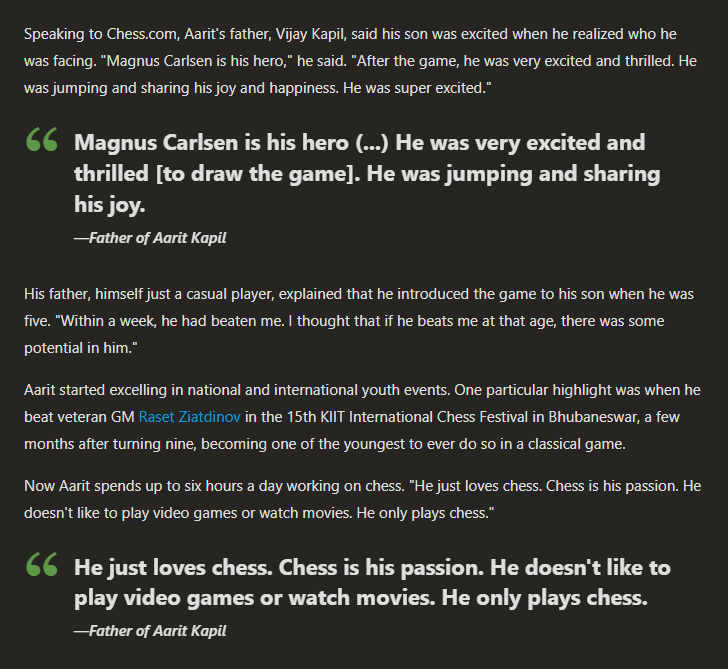 Speaking to Chess.com, Aarit's father, Vijay Kapil, said his son was excited when he realized who he
was facing. "Magnus Carlsen is his hero," he said. "After the game, he was very excited and thrilled. He
was jumping and sharing his joy and happiness. He was super excited."
Magnus Carlsen is his hero (...) He was very excited and
thrilled [to draw the game]. He was jumping and sharing
his joy.
—Father of Aarit Kapil
His father, himself just a casual player, explained that he introduced the game to his son when he was
five. "Within a week, he had beaten me. I thought that if he beats me at that age, there was some
potential in him."
Aarit started excelling in national and international youth events. One particular highlight was when he
beat veteran GM Raset Ziatdinov in the 15th KIIT International Chess Festival in Bhubaneswar, a few
months after turning nine, becoming one of the youngest to ever do so in a classical game.
Now Aarit spends up to six hours a day working on chess. "He just loves chess. Chess is his passion. He
doesn't like to play video games or watch movies. He only plays chess."
He just loves chess. Chess is his passion. He doesn't like to
play video games or watch movies. He only plays chess.
—Father of Aarit Kapil